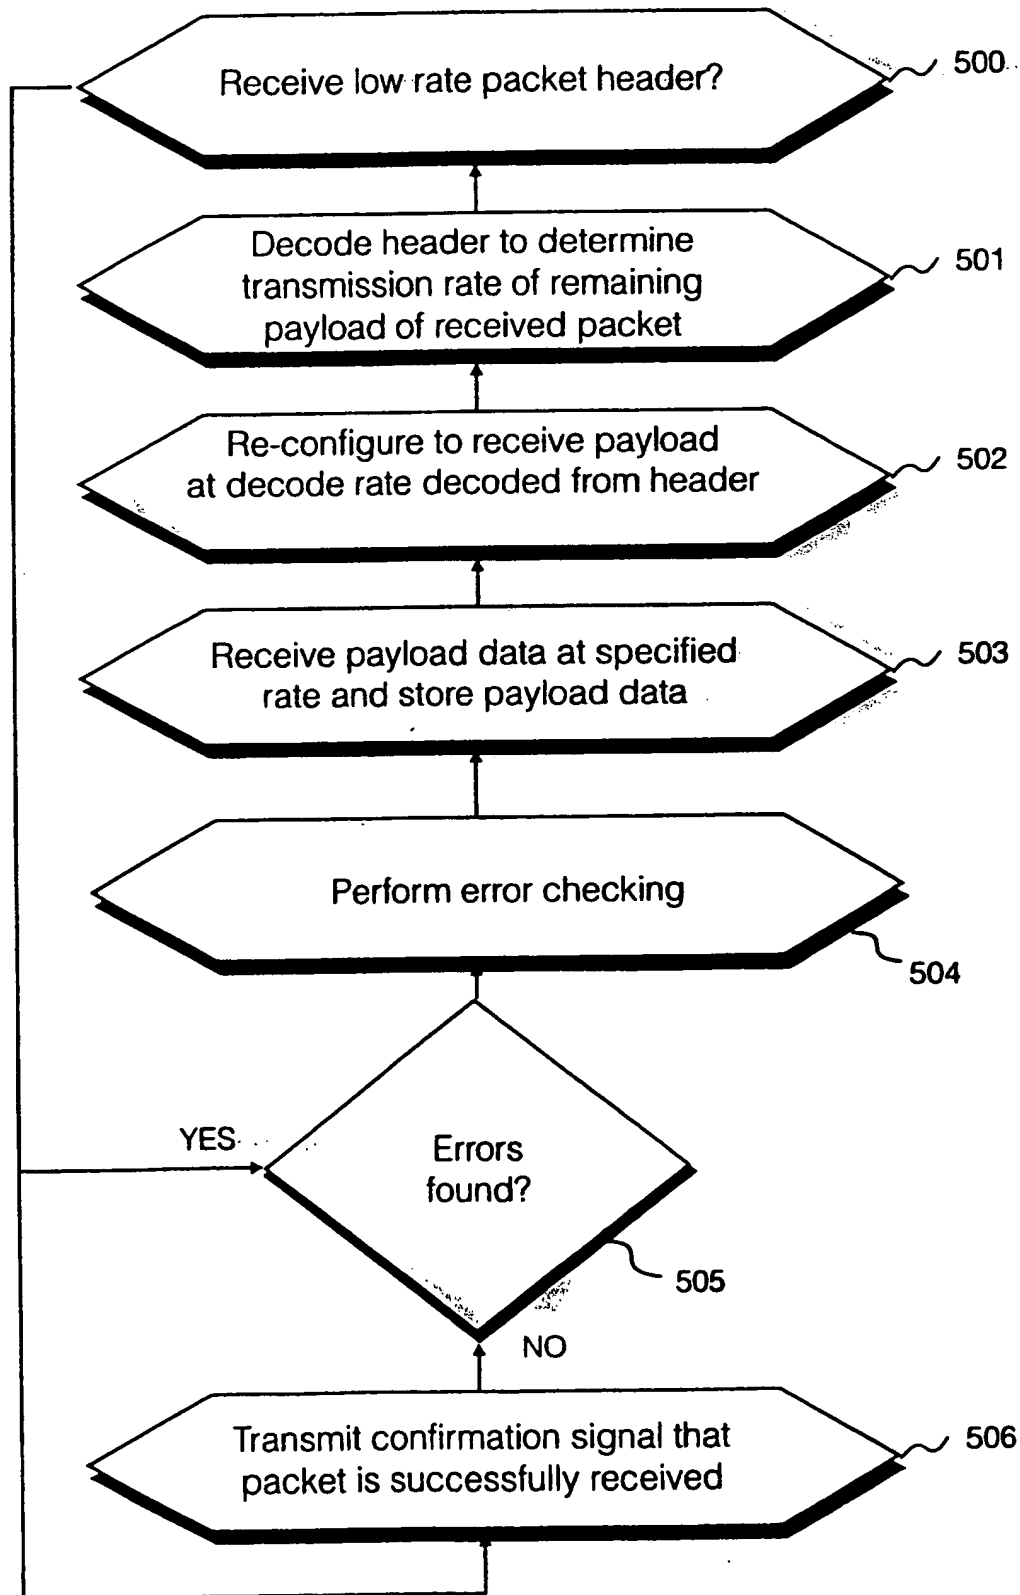 Receive low rate packet header?
500
Decode header to determine
transmission rate of remaining
payload of received packet
501
Re-configure to receive payload
at decode rate decoded from header
502
Receive payload data at specified
rate and store payload data
503
Perform error checking
504
YES
Errors
found?
505
NO
Transmit confirmation signal that
packet is successfully received
506